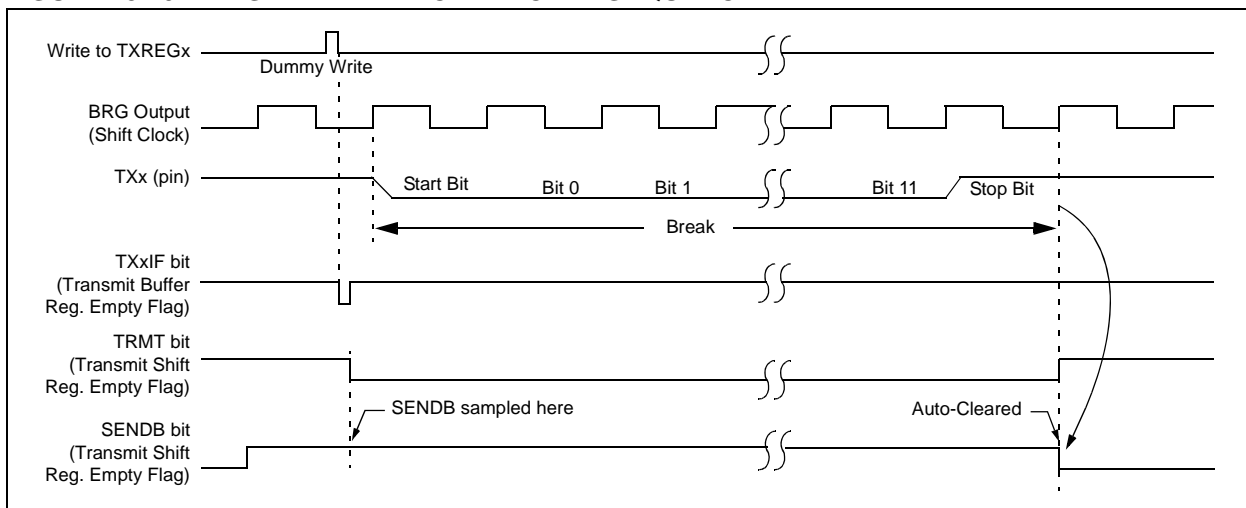 Write to TXREGx
Dummy Write
BRG Output
(Shift Clock)
TXx (pin)
Start Bit
Bit 0
Bit 1
Bit 11
Stop Bit
Break
TXxIF bit
(Transmit Buffer
Reg. Empty Flag)
TRMT bit
(Transmit Shift
Reg. Empty Flag)
SENDB sampled here
Auto-Cleared
SENDB bit
(Transmit Shift
Reg. Empty Flag)